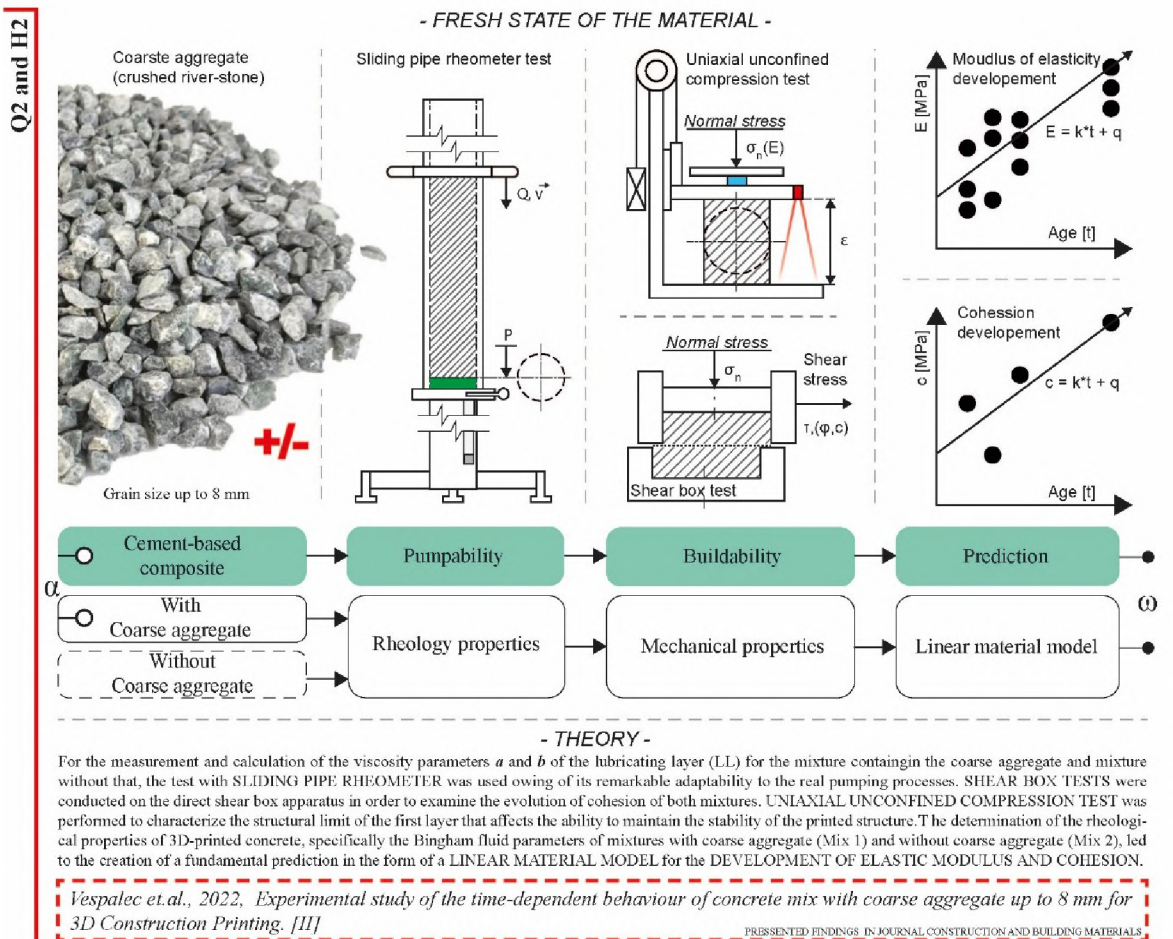 Q2 and H2
- FRESH STATE OF THE MATERIAL -
Coarste aggregate
(crushed river-stone)
+/-
Grain size up to 8 mm
Sliding pipe rheometer test
Q, v
P
Uniaxial unconfined
compression test
Normal stress
σn(E)
ε
Normal stress
σn
Shear
stress
τ,(φ,c)
Shear box test
Moudlus of elasticity
developement
E [MPa]
E = k*t + q
Age [t]
Cohession
developement
c [MPa]
c = k*t + q
Age [t]
α
Cement-based
composite
Pumpability
Buildability
Prediction
ω
With
Coarse aggregate
Without
Coarse aggregate
Rheology properties
Mechanical properties
Linear material model
- THEORY -
For the measurement and calculation of the viscosity parameters a and b of the lubricating layer (LL) for the mixture containgin the coarse aggregate and mixture
without that, the test with SLIDING PIPE RHEOMETER was used owing of its remarkable adaptability to the real pumping processes. SHEAR BOX TESTS were
conducted on the direct shear box apparatus in order to examine the evolution of cohesion of both mixtures. UNIAXIAL UNCONFINED COMPRESSION TEST was
performed to characterize the structural limit of the first layer that affects the ability to maintain the stability of the printed structure.T he determination of the rheologi-
cal properties of 3D-printed concrete, specifically the Bingham fluid parameters of mixtures with coarse aggregate (Mix 1) and without coarse aggregate (Mix 2), led
to the creation of a fundamental prediction in the form of a LINEAR MATERIAL MODEL for the DEVELOPMENT OF ELASTIC MODULUS AND COHESION.
Vespalec et.al., 2022, Experimental study of the time-dependent behaviour of concrete mix with coarse aggregate up to 8 mm for
3D Construction Printing. [II]
PRESSENTED FINDINGS IN JOURNAL CONSTRUCTION AND BUILDING MATERIALS